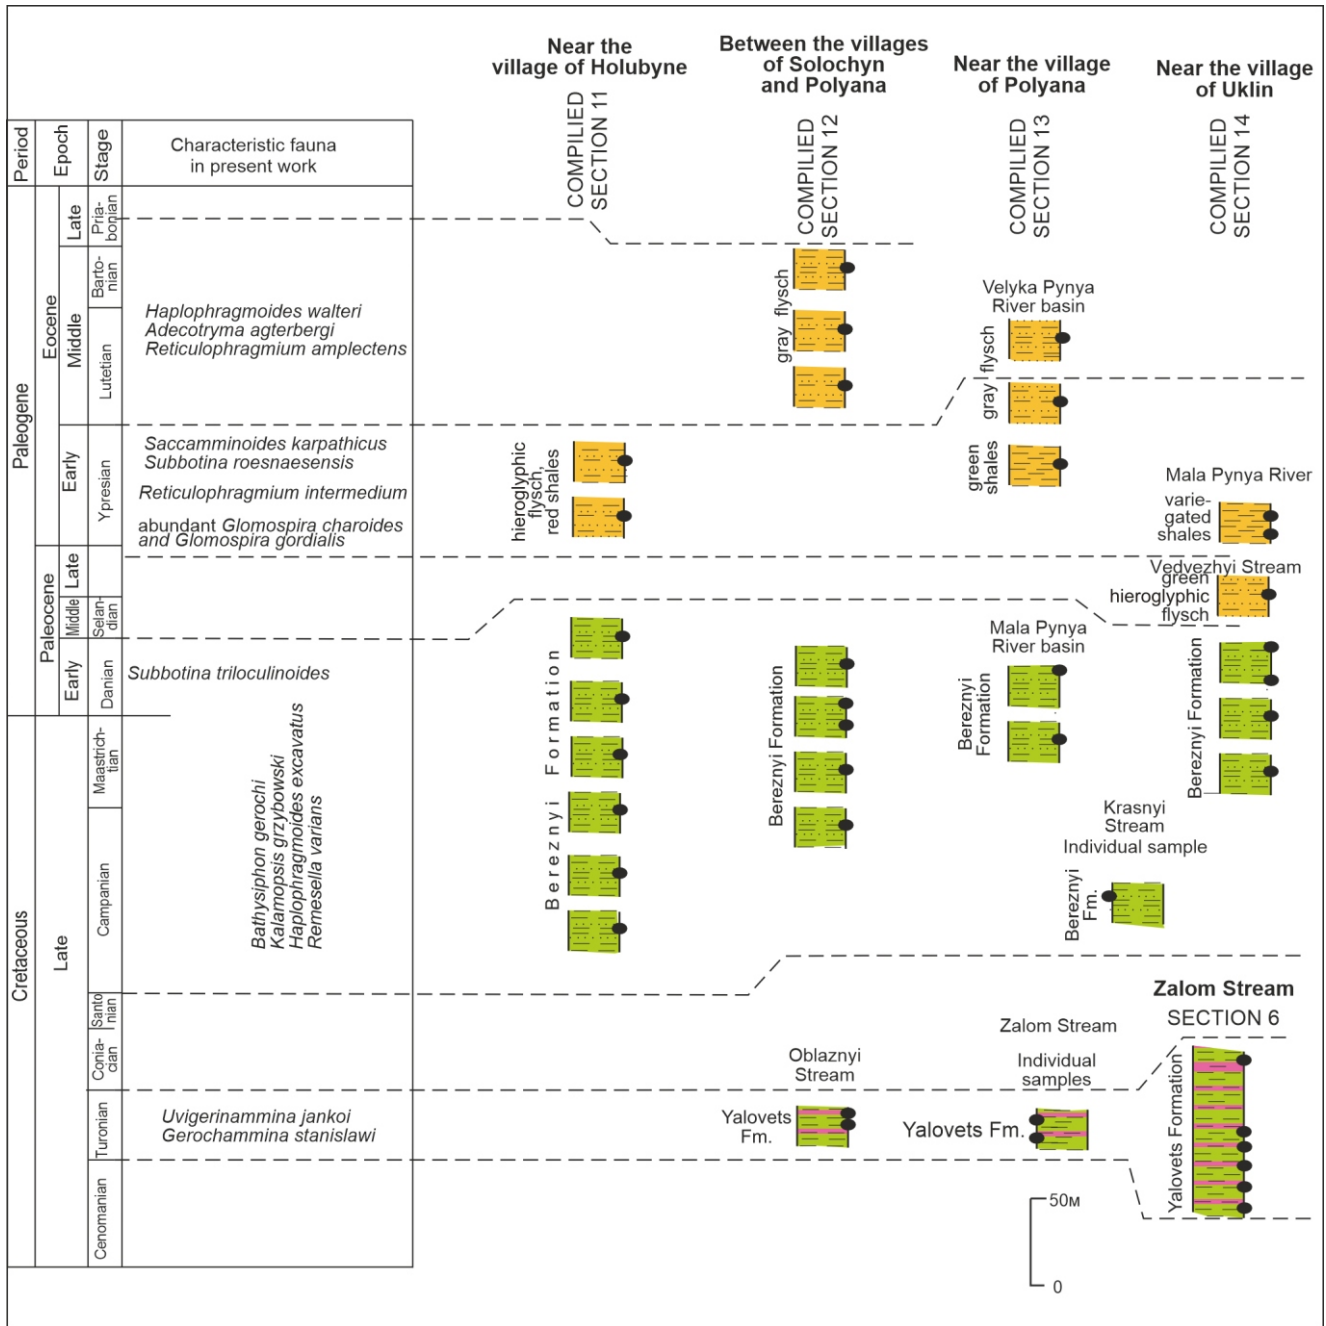 Near the
village of Holubyne
Between the villages
of Solochyn
and Polyana
Near the village
of Polyana
Near the village
of Uklin
COMPILIED
SECTION 11
COMPILIED
SECTION 12
COMPILIED
SECTION 13
COMPILIED
SECTION 14
Period
Epoch
Stage
Characteristic fauna
in present work
Paleogene
Eocene
Late
Pria-
bonian
Middle
Barto-
nian
Lutetian
Haplophragmoides walteri
Adecotryma agterbergi
Reticulophragmium amplectens
gray flysch
Velyka Pynya
River basin
gray flysch
Early
Ypresian
Saccamminoides karpathicus
Subbotina roesnaesensis
Reticulophragmium intermedium
abundant Glomospira charoides
and Glomospira gordialis
hieroglyphic
flysch,
red shales
green
shales
Mala Pynya River
varie-
gated
shales
Paleocene
Late
Middle
Selan-
dian
Early
Danian
Subbotina triloculinoides
Vedvezhyi Stream
green
hieroglyphic
flysch
Mala Pynya
River basin
Bereznyi Formation
Bereznyi Formation
Bereznyi
Formation
Bereznyi Formation
Cretaceous
Late
Maastrich-
tian
Campanian
Bathysiphon gerochi
Kalamopsis grzybowski
Haplophragmoides excavatus
Remesella varians
Krasnyi
Stream
Individual sample
Bereznyi
Fm.
Santo
nian
Conia-
cian
Turonian
Cenomanian
Uvigerinammina jankoi
Gerochammina stanislawi
Oblaznyi
Stream
Yalovets
Fm.
Zalom Stream
Individual
samples
Yalovets Fm.
Zalom Stream
SECTION 6
Yalovets Formation
50м
0